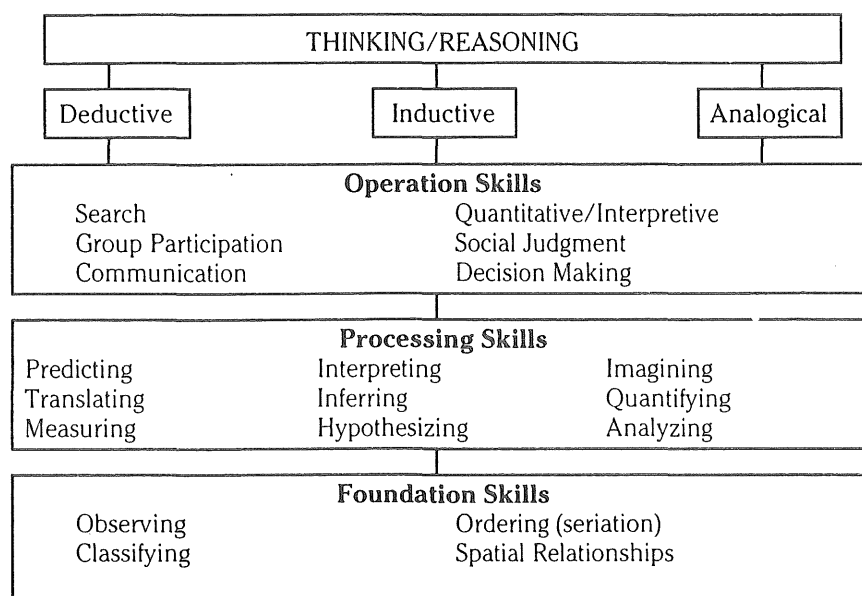 THINKING/REASONING
Deductive Inductive Analogical
Operation Skills
Search Quantitative/Interpretive
Group Participation Social Judgment
Communication Decision Making
Processing Skills
Predicting Interpreting Imagining
Translating Inferring Quantifying
Measuring Hypothesizing Analyzing
Foundation Skills
Observing Ordering (seriation)
Classifying Spatial Relationships